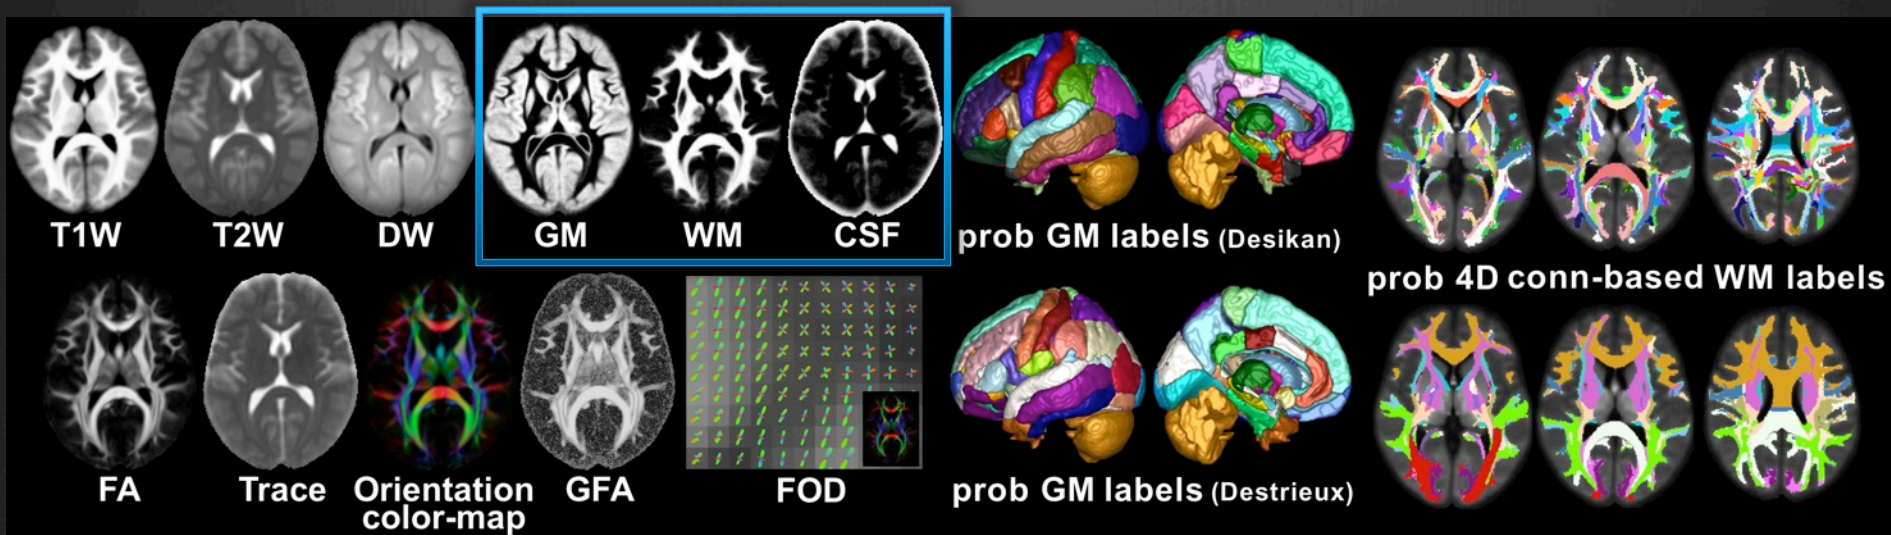 T1W
T2W
DW
GM
WM
CSF
prob GM labels (Desikan)
prob 4D conn-based WM labels
FA
Trace
Orientation
color-map
GFA
FOD
prob GM labels (Destrieux)